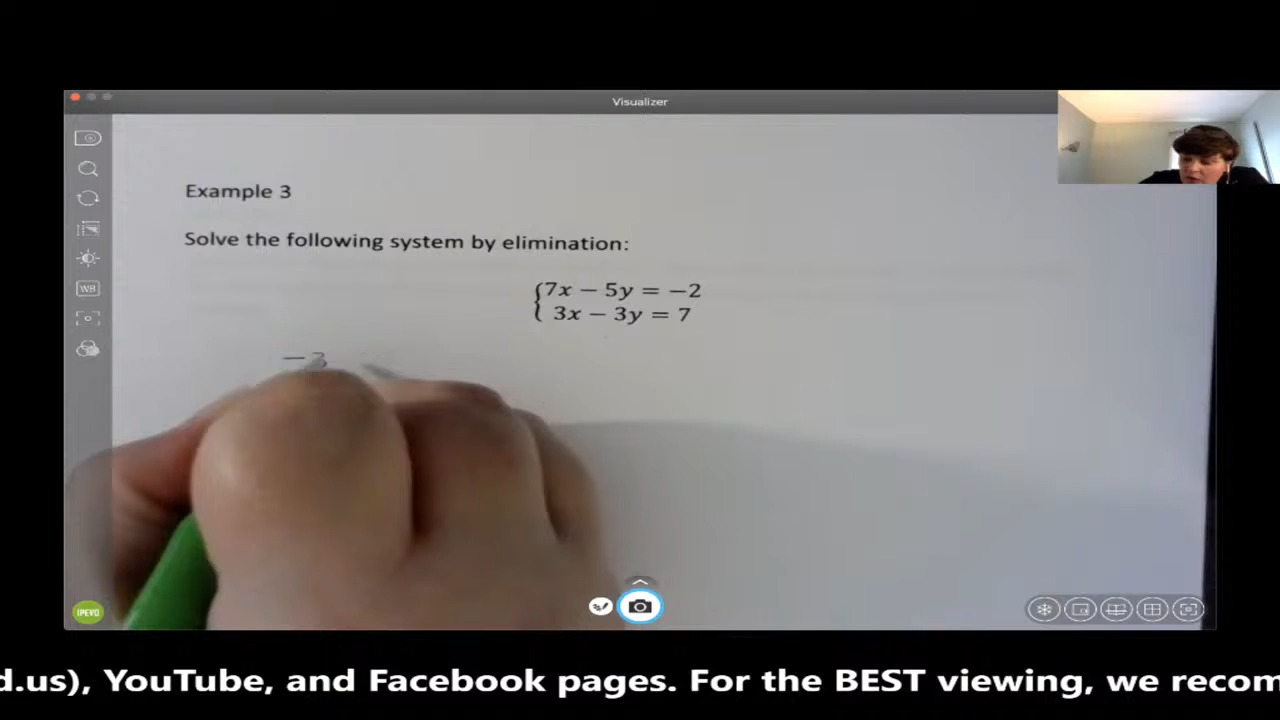 Visualizer
Example 3
Solve the following system by elimination:
7x − 5y = −2
3x − 3y = 7
−3
WB
IPEVO
d.us), YouTube, and Facebook pages. For the BEST viewing, we recom